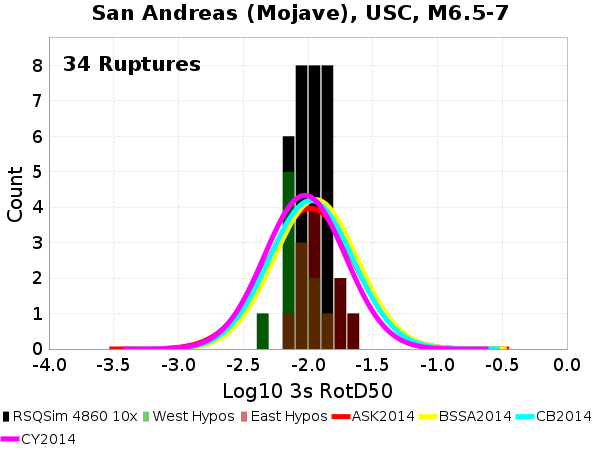 San Andreas (Mojave), USC, M6.5-7
34 Ruptures
Count
8
7
6
5
4
3
2
1
0
-4.0 -3.5 -3.0 -2.5 -2.0 -1.5 -1.0 -0.5 0.0
Log10 3s RotD50
RSQSim 4860 10x West Hypos East Hypos ASK2014 BSSA2014 CB2014
CY2014